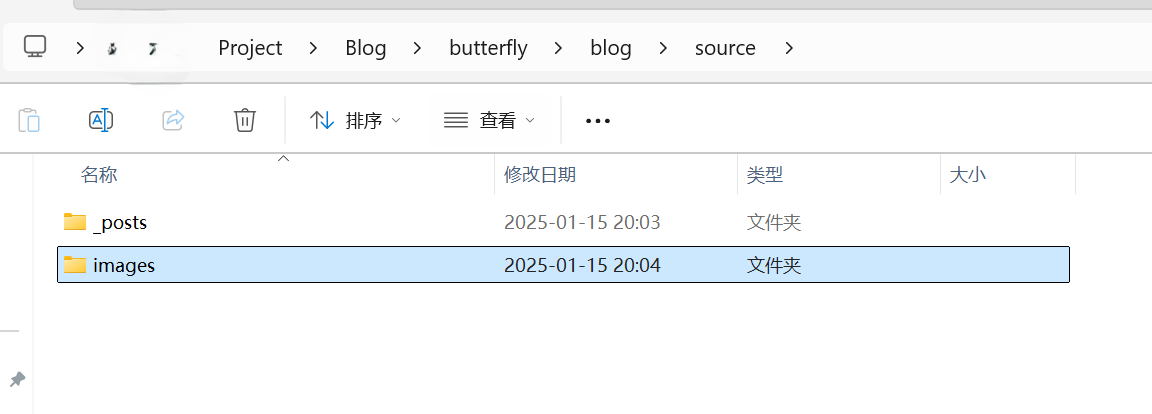 Project > Blog > butterfly > blog > source >
排序 查看
名称 修改日期 类型 大小
_posts 2025-01-15 20:03 文件夹
images 2025-01-15 20:04 文件夹